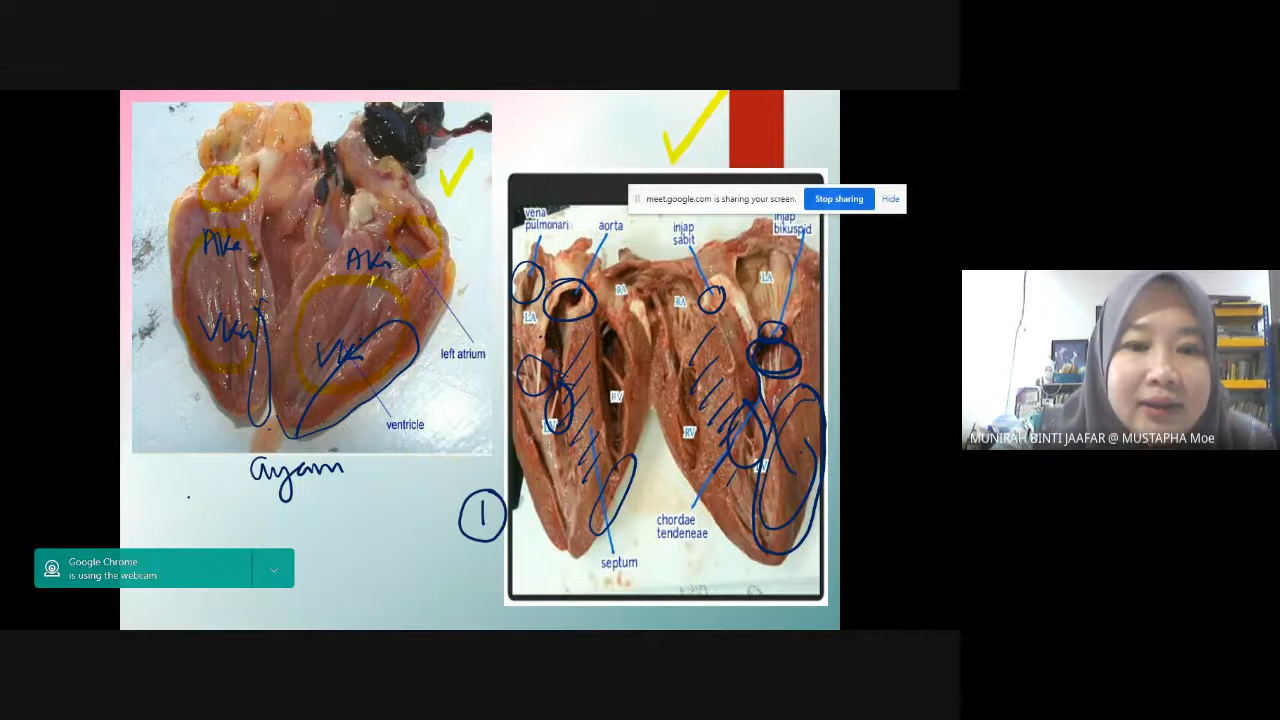 AKa
AKi
VKa
VKi
left atrium
ventricle
ayam
1
meet.google.com is sharing your screen.
Stop sharing
Hide
vena
pulmonari
aorta
injap
sabit
injap
bikuspid
LA
RA
RA
LA
RV
LV
RV
LV
chordae
tendeneae
septum
Google Chrome
is using the webcam
MUNIRAH BINTI JAAFAR @ MUSTAPHA Moe